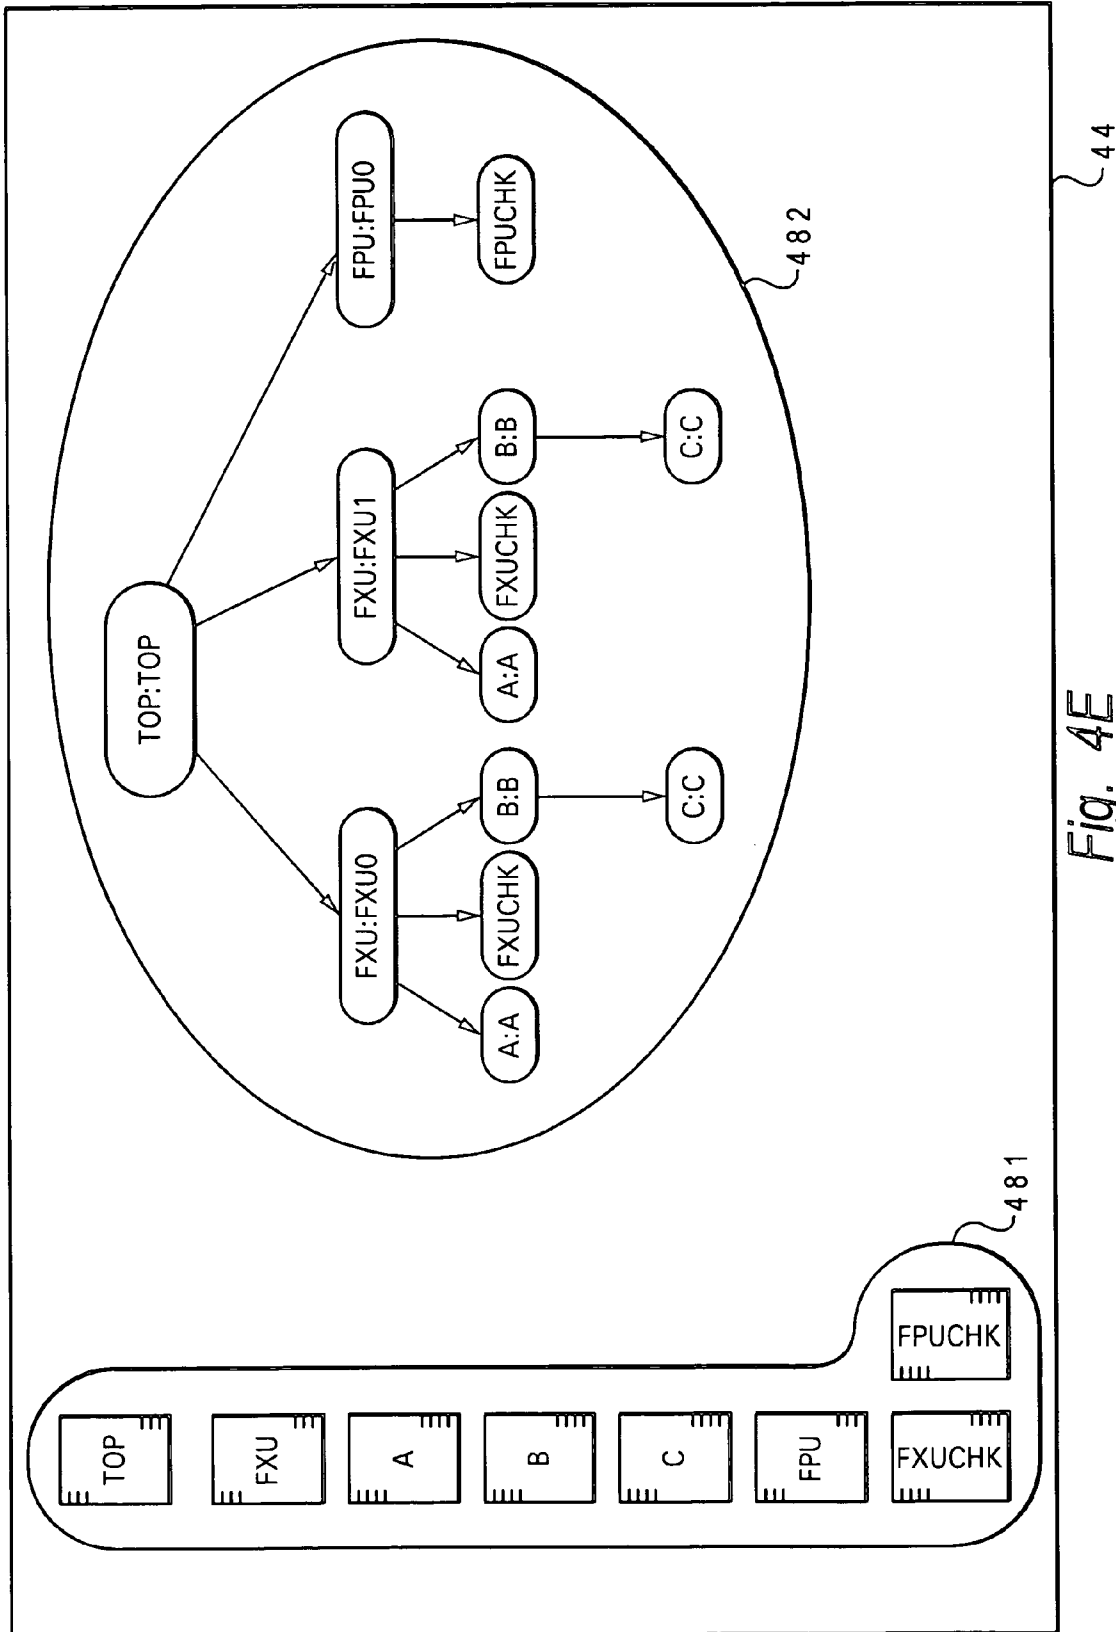 TOP
FXU
A
B
C
FPU
FXUCHK
FPUCHK
481
TOP:TOP
FXU:FXU0
FXU:FXU1
FPU:FPU0
A:A
FXUCHK
B:B
A:A
FXUCHK
B:B
FPUCHK
C:C
C:C
482
44
Fig. 4E